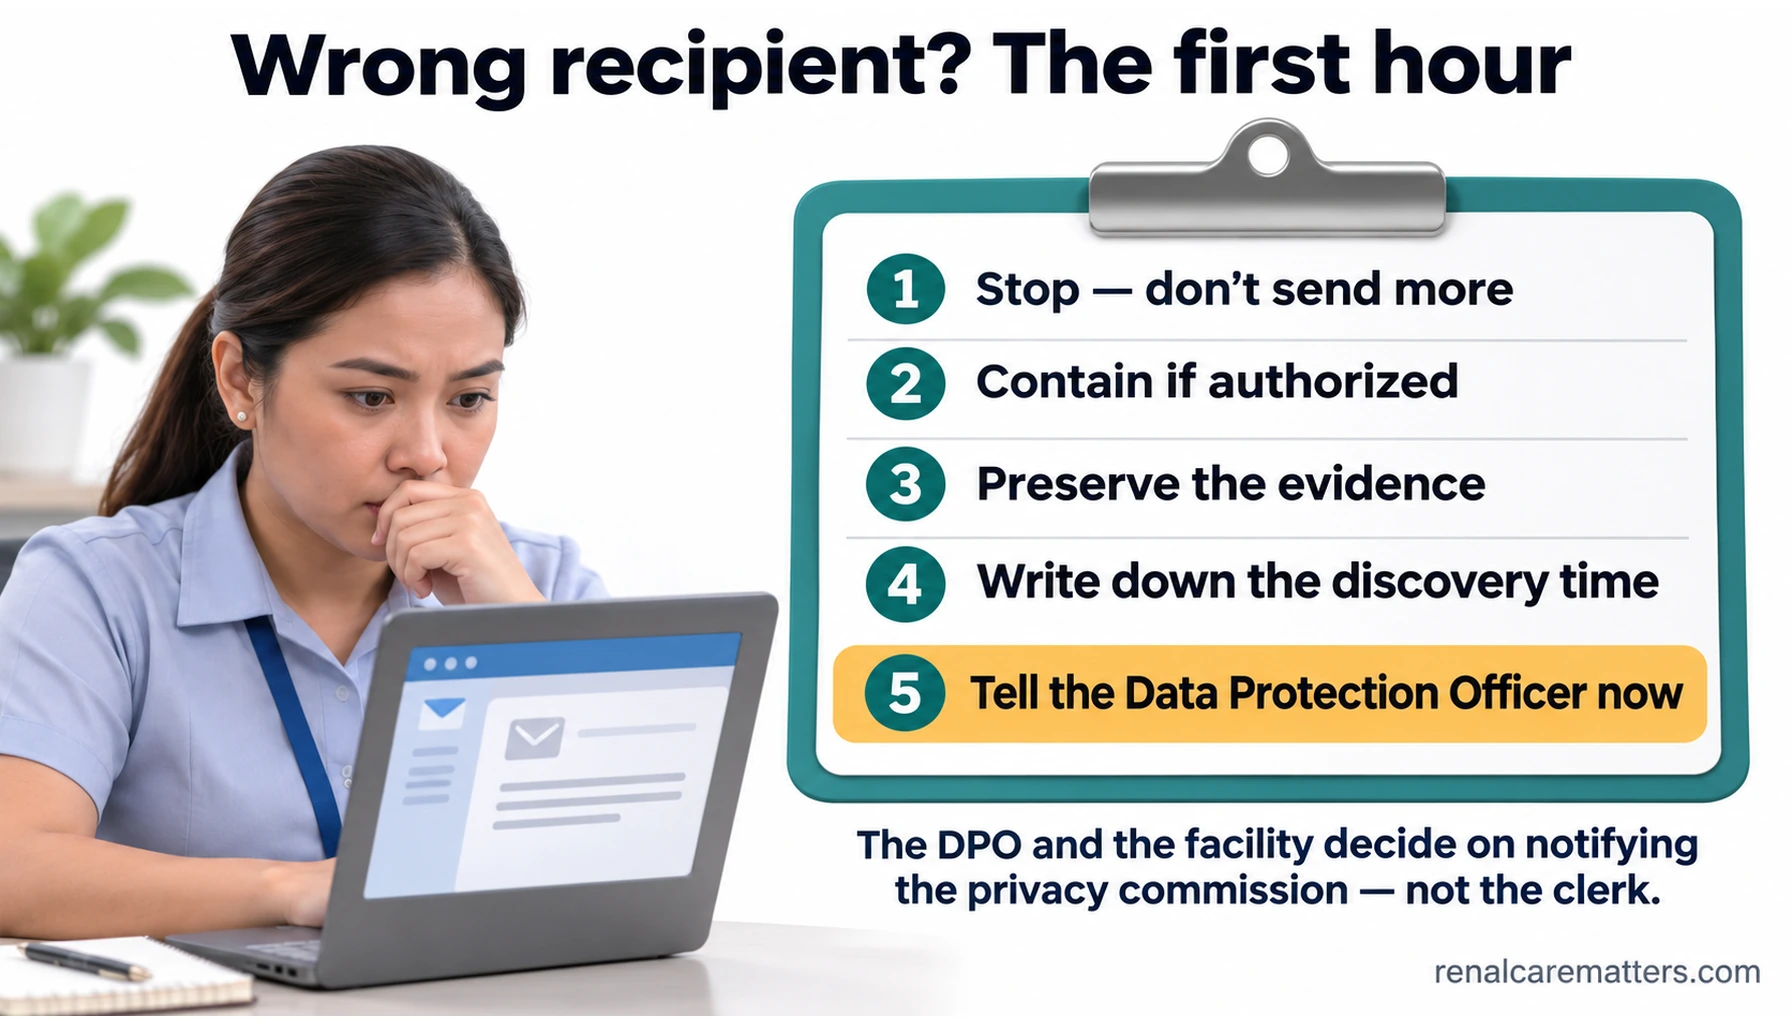 Wrong recipient? The first hour
1 Stop — don't send more
2 Contain if authorized
3 Preserve the evidence
4 Write down the discovery time
5 Tell the Data Protection Officer now
The DPO and the facility decide on notifying
the privacy commission — not the clerk.
renalcarematters.com